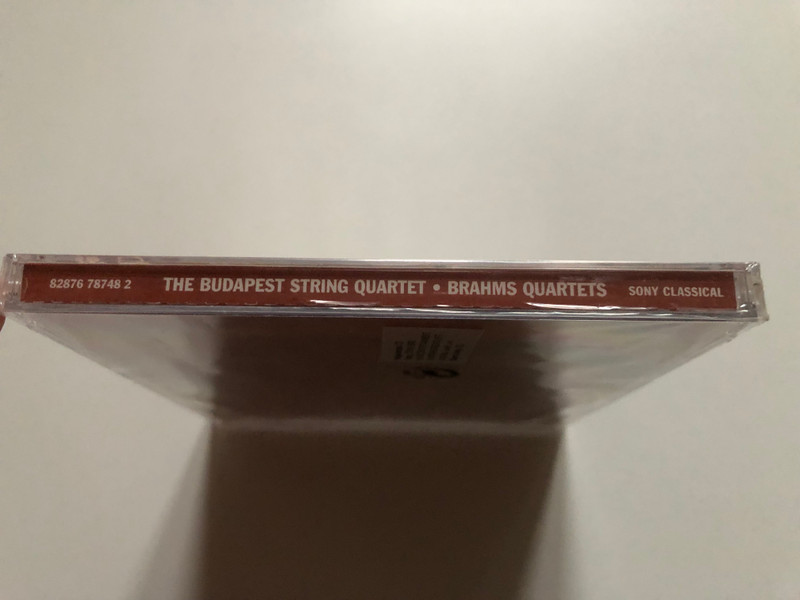 82876 78748 2 THE BUDAPEST STRING QUARTET • BRAHMS QUARTETS SONY CLASSICAL